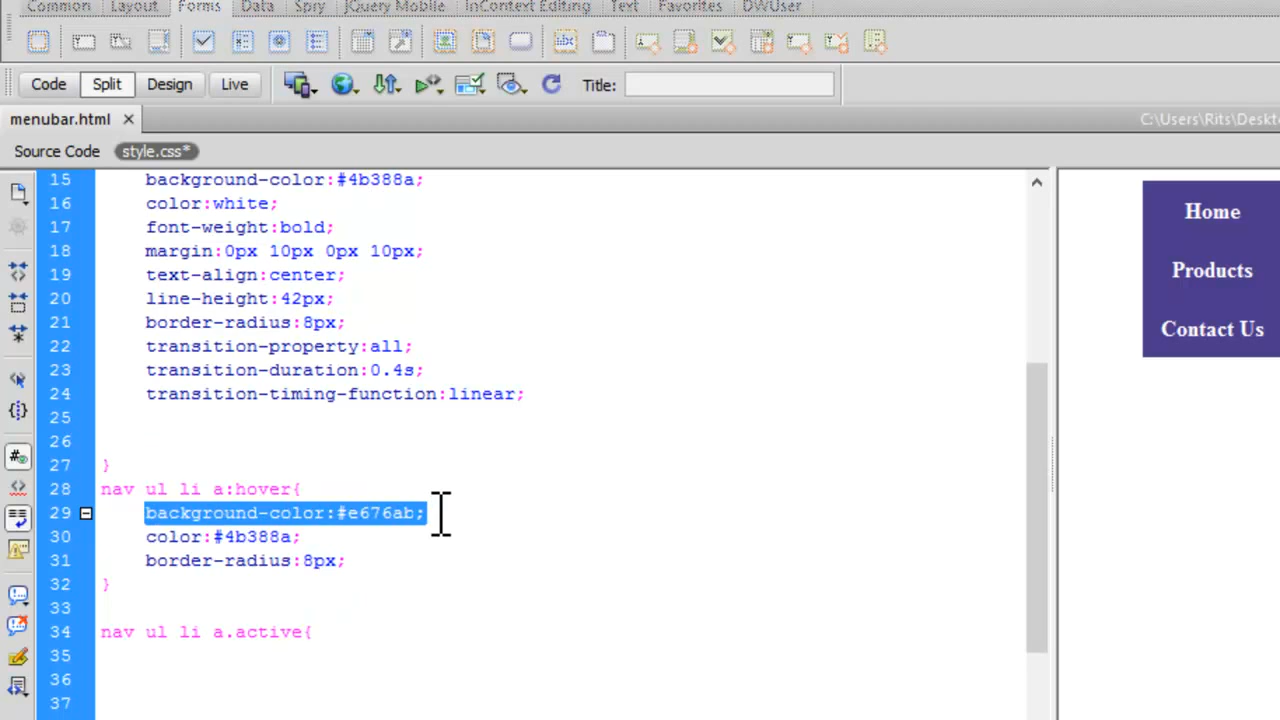 Common Layout Forms Data Spry jQuery Mobile InContext Editing Text Favorites DWUser
Code Split Design Live Title:
menubar.html
C:\Users\Rits\Deskto
Source Code style.css*
15 background-color:#4b388a;
16 color:white;
17 font-weight:bold;
18 margin:0px 10px 0px 10px;
19 text-align:center;
20 line-height:42px;
21 border-radius:8px;
22 transition-property:all;
23 transition-duration:0.4s;
24 transition-timing-function:linear;
25
26
27 }
28 nav ul li a:hover{
29 background-color:#e676ab;
30 color:#4b388a;
31 border-radius:8px;
32 }
33
34 nav ul li a.active{
35
36
37
Home
Products
Contact Us